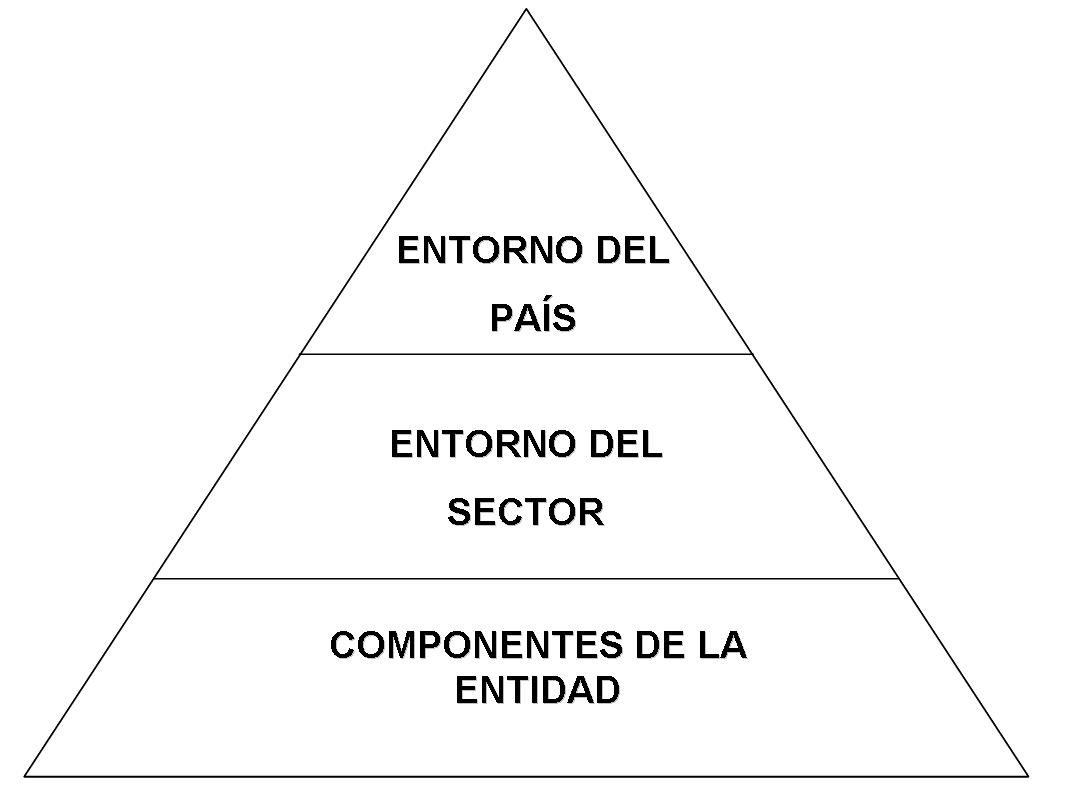 ENTORNO DEL
PAÍS
ENTORNO DEL
SECTOR
COMPONENTES DE LA
ENTIDAD